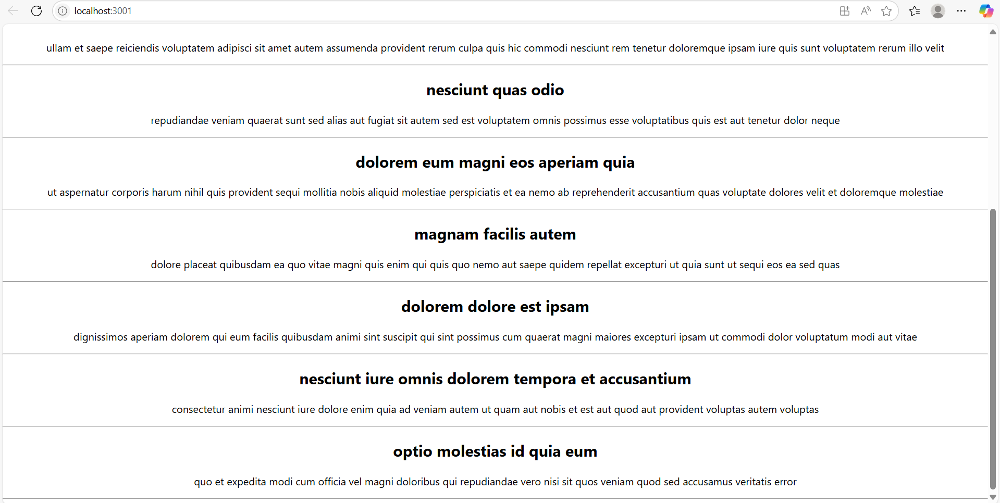 localhost:3001
ullam et saepe reiciendis voluptatem adipisci sit amet autem assumenda provident rerum culpa quis hic commodi nesciunt rem tenetur doloremque ipsam iure quis sunt voluptatem rerum illo velit
nesciunt quas odio
repudiandae veniam quaerat sunt sed alias aut fugiat sit autem sed est voluptatem omnis possimus esse voluptatibus quis est aut tenetur dolor neque
dolorem eum magni eos aperiam quia
ut aspernatur corporis harum nihil quis provident sequi mollitia nobis aliquid molestiae perspiciatis et ea nemo ab reprehenderit accusantium quas voluptate dolores velit et doloremque molestiae
magnam facilis autem
dolore placeat quibusdam ea quo vitae magni quis enim qui quis quo nemo aut saepe quidem repellat excepturi ut quia sunt ut sequi eos ea sed quas
dolorem dolore est ipsam
dignissimos aperiam dolorem qui eum facilis quibusdam animi sint suscipit qui sint possimus cum quaerat magni maiores excepturi ipsam ut commodi dolor voluptatum modi aut vitae
nesciunt iure omnis dolorem tempora et accusantium
consectetur animi nesciunt iure dolore enim quia ad veniam autem ut quam aut nobis et est aut quod aut provident voluptas autem voluptas
optio molestias id quia eum
quo et expedita modi cum officia vel magni doloribus qui repudiandae vero nisi sit quos veniam quod sed accusamus veritatis error